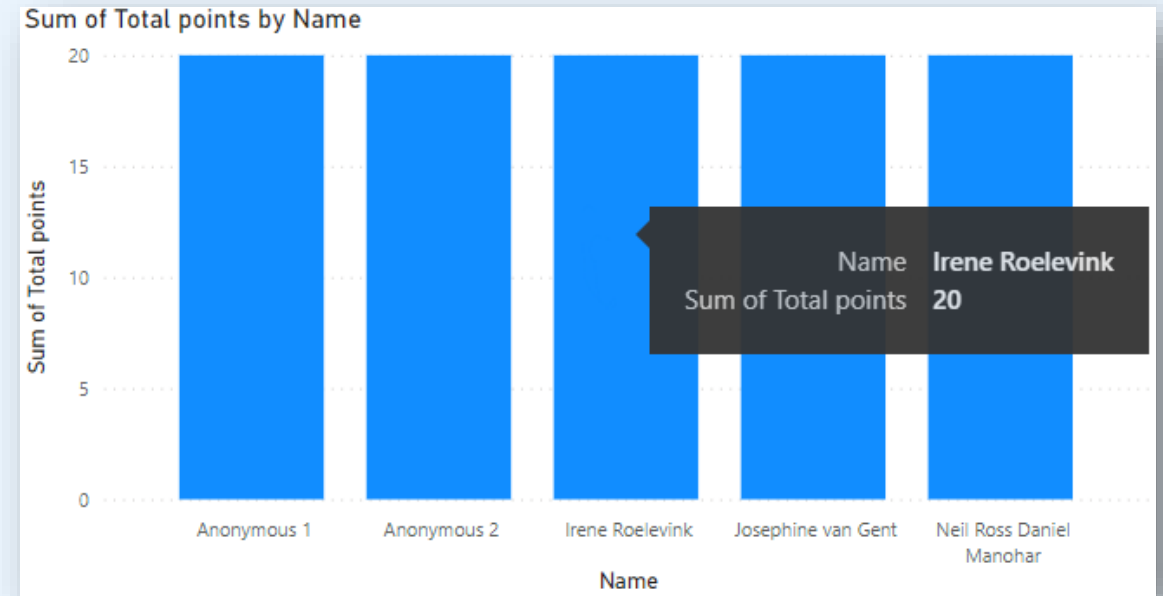 Sum of Total points by Name
20
15
10
5
0
Sum of Total points
Name Irene Roelevink
Sum of Total points 20
Anonymous 1
Anonymous 2
Irene Roelevink
Josephine van Gent
Neil Ross Daniel
Manohar
Name